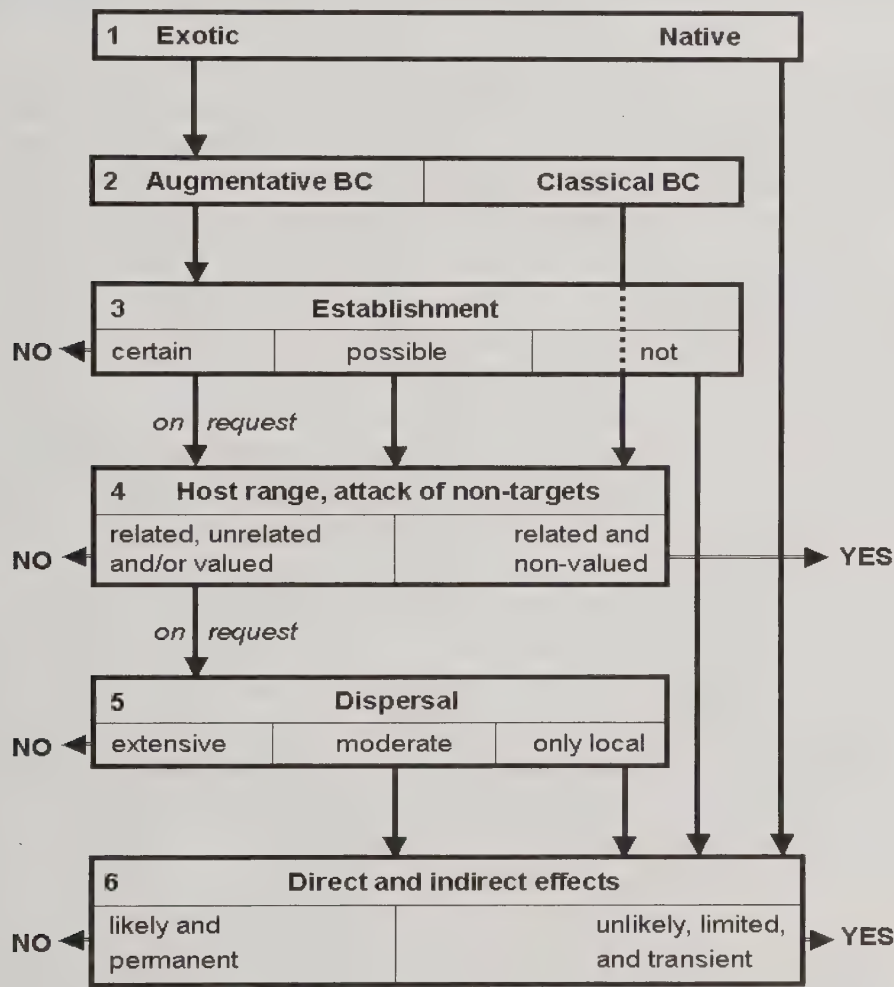 1 Exotic Native
2 Augmentative BC Classical BC
3 Establishment
NO certain possible not
on request
4 Host range, attack of non-targets
related, unrelated related and
NO and/or valued non-valued YES
on request
5 Dispersal
NO extensive moderate only local
6 Direct and indirect effects
likely and unlikely, limited,
NO permanent and transient YES